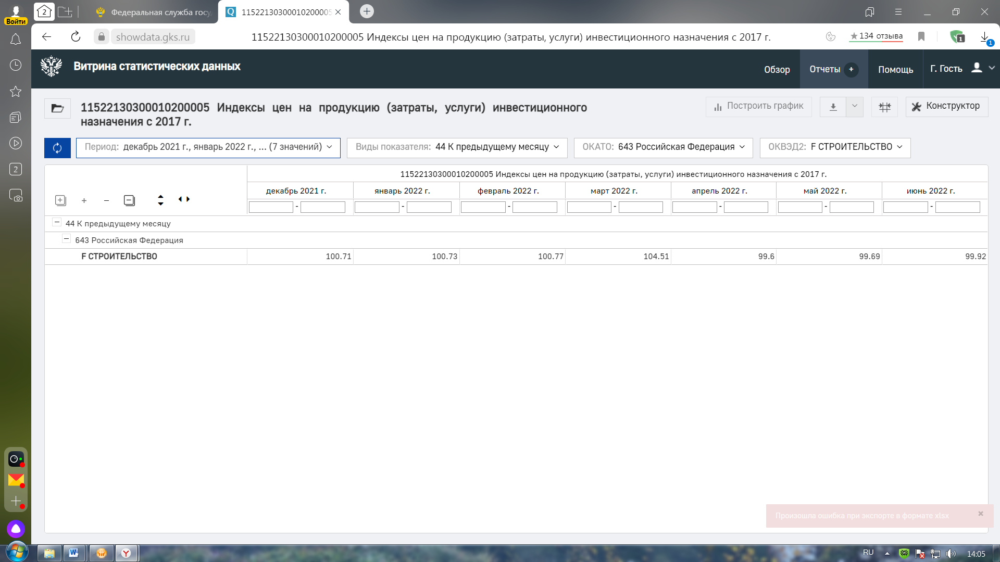 Войти
2
Федеральная служба госу
11522130300010200005
showdata.gks.ru
11522130300010200005 Индексы цен на продукцию (затраты, услуги) инвестиционного назначения с 2017 г.
★ 134 отзыва
1
1
Витрина статистических данных
Обзор
Отчеты +
Помощь
Г. Гость
11522130300010200005 Индексы цен на продукцию (затраты, услуги) инвестиционного
назначения с 2017 г.
Построить график
Конструктор
Период: декабрь 2021 г., январь 2022 г., ... (7 значений)
Виды показателя: 44 К предыдущему месяцу
ОКАТО: 643 Российская Федерация
ОКВЭД2: F СТРОИТЕЛЬСТВО
2
11522130300010200005 Индексы цен на продукцию (затраты, услуги) инвестиционного назначения с 2017 г.
декабрь 2021 г. январь 2022 г. февраль 2022 г. март 2022 г. апрель 2022 г. май 2022 г. июнь 2022 г.
- - - - - - -
44 К предыдущему месяцу
643 Российская Федерация
F СТРОИТЕЛЬСТВО 100.71 100.73 100.77 104.51 99.6 99.69 99.92
Произошла ошибка при экспорте в формате xlsx
RU
14:05